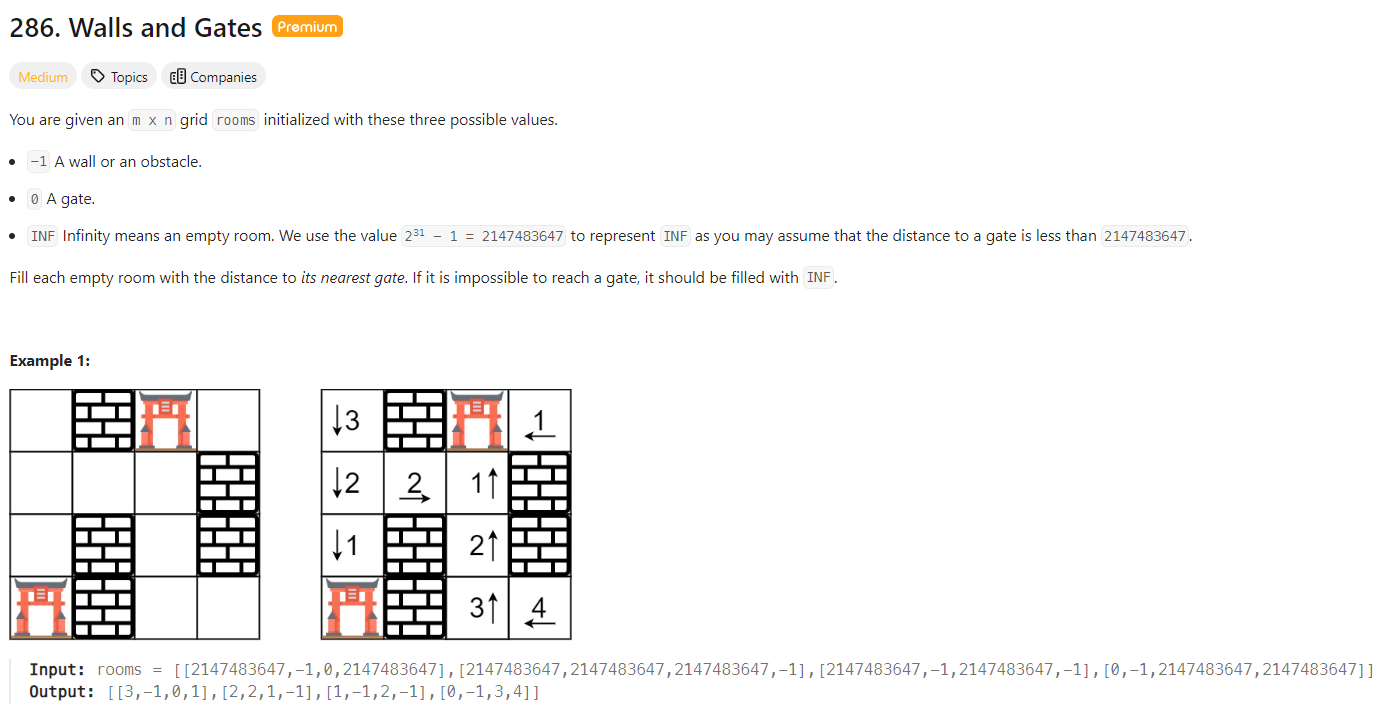 286. Walls and Gates Premium
Medium Topics Companies
You are given an m x n grid rooms initialized with these three possible values.
• -1 A wall or an obstacle.
• 0 A gate.
• INF Infinity means an empty room. We use the value 2³¹ - 1 = 2147483647 to represent INF as you may assume that the distance to a gate is less than 2147483647.
Fill each empty room with the distance to its nearest gate. If it is impossible to reach a gate, it should be filled with INF.
Example 1:
↓3 1←
↓2 2→ 1↑
↓1 2↑
3↑ 4←
Input: rooms = [[2147483647,-1,0,2147483647],[2147483647,2147483647,2147483647,-1],[2147483647,-1,2147483647,-1],[0,-1,2147483647,2147483647]]
Output: [[3,-1,0,1],[2,2,1,-1],[1,-1,2,-1],[0,-1,3,4]]